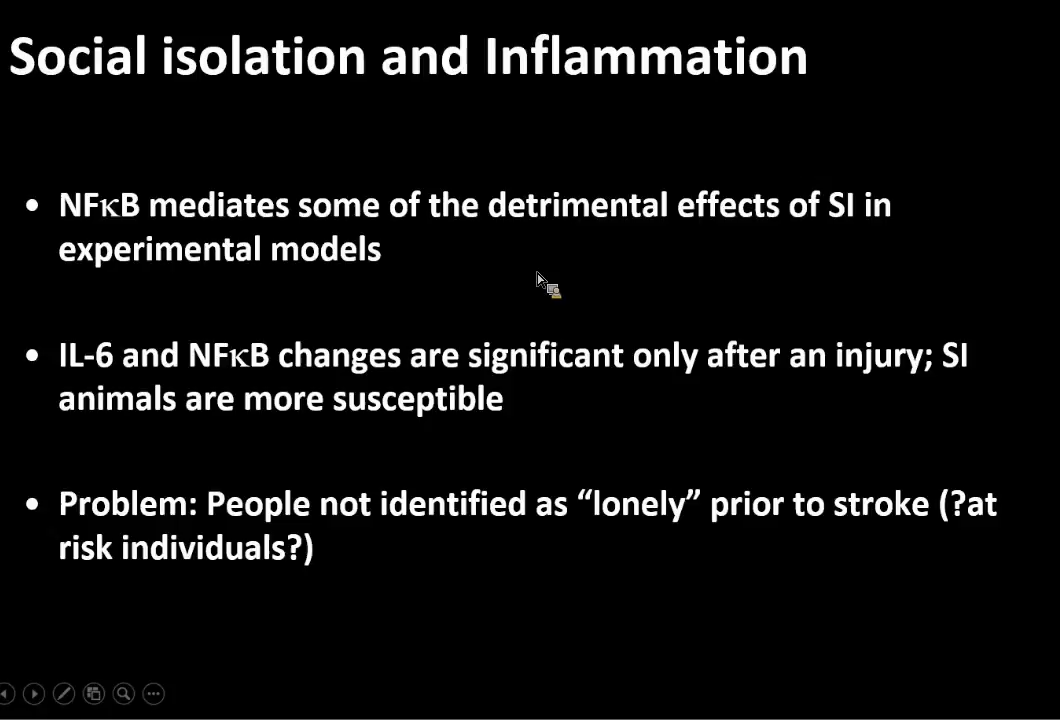 Social isolation and Inflammation
• NFκB mediates some of the detrimental effects of SI in
experimental models
• IL-6 and NFκB changes are significant only after an injury; SI
animals are more susceptible
• Problem: People not identified as “lonely” prior to stroke (?at
risk individuals?)